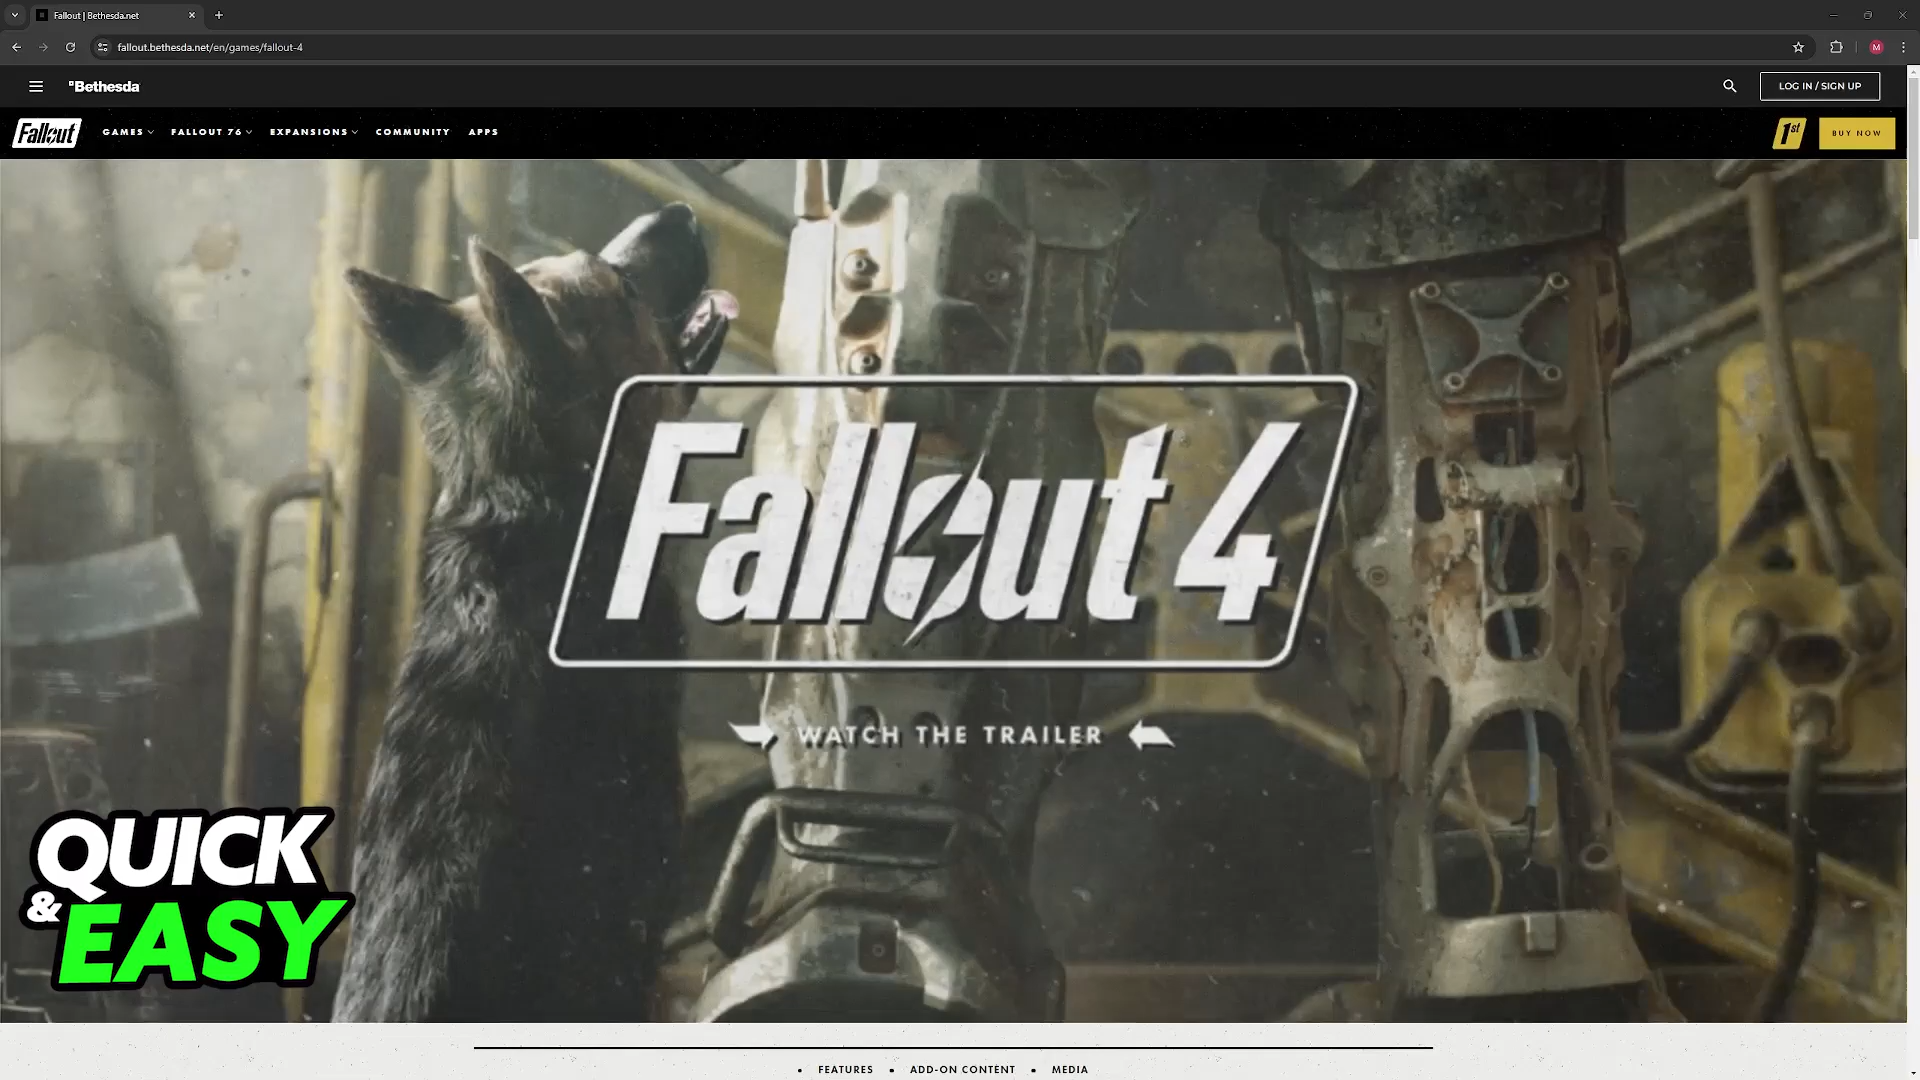 Fallout | Bethesda.net
fallout.bethesda.net/en/games/fallout-4
M
Bethesda
LOG IN / SIGN UP
Fallout
GAMES
FALLOUT 76
EXPANSIONS
COMMUNITY
APPS
1st
BUY NOW
Fallout 4
WATCH THE TRAILER
QUICK
& EASY
FEATURES
ADD-ON CONTENT
MEDIA